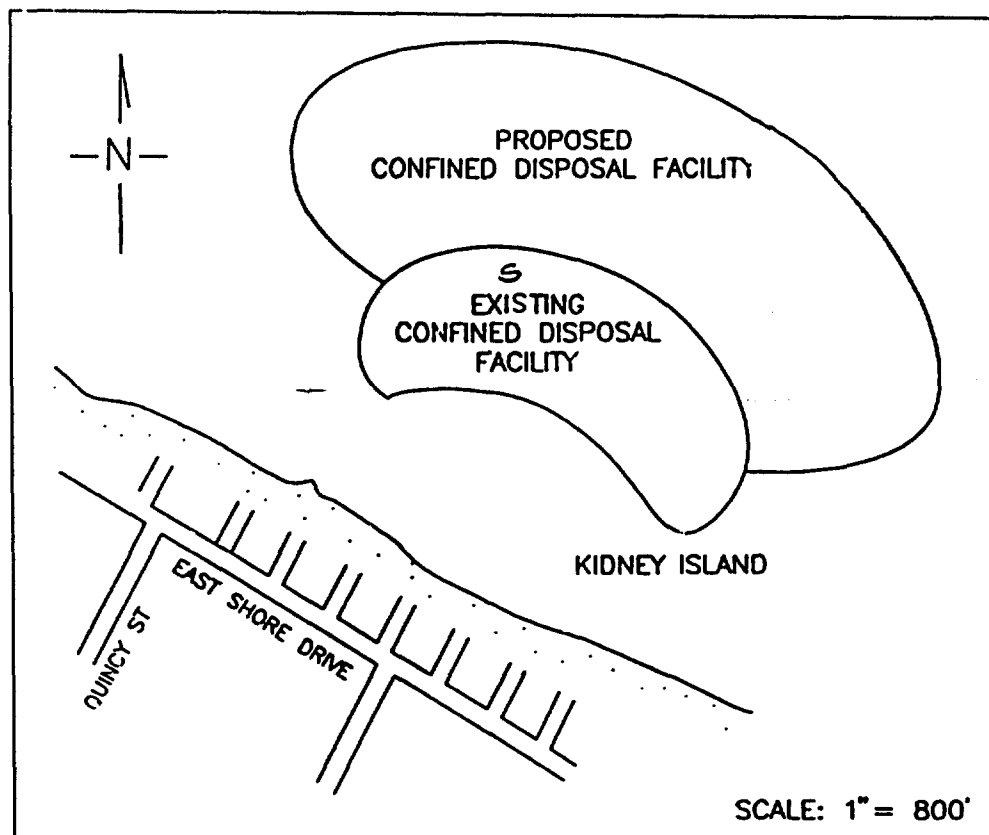 N
PROPOSED
CONFINED DISPOSAL FACILITY
S
EXISTING
CONFINED DISPOSAL
FACILITY
KIDNEY ISLAND
EAST SHORE DRIVE
QUINCY ST
SCALE: 1" = 800'